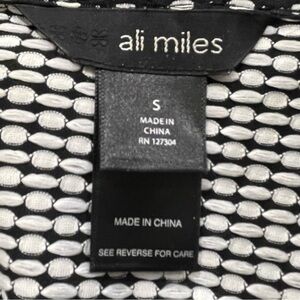 ali miles
S
MADE IN
CHINA
RN 127304
MADE IN CHINA
SEE REVERSE FOR CARE